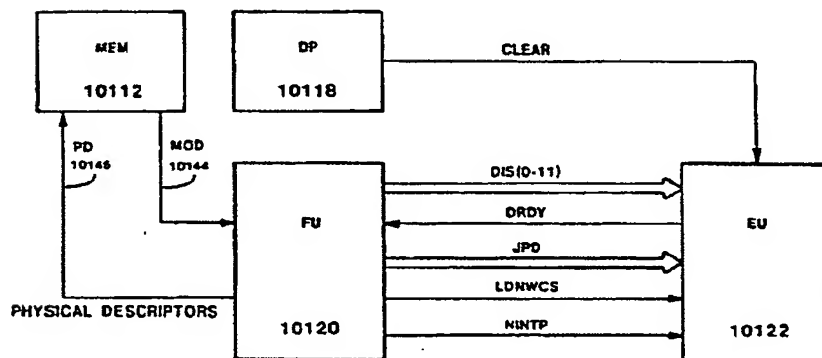 MEM
10112
DP
10118
CLEAR
PD
10146
MOD
10144
DIS(0-11)
FU
DRDY
EU
JPD
LDNWCS
PHYSICAL DESCRIPTORS
10120
NINTP
10122